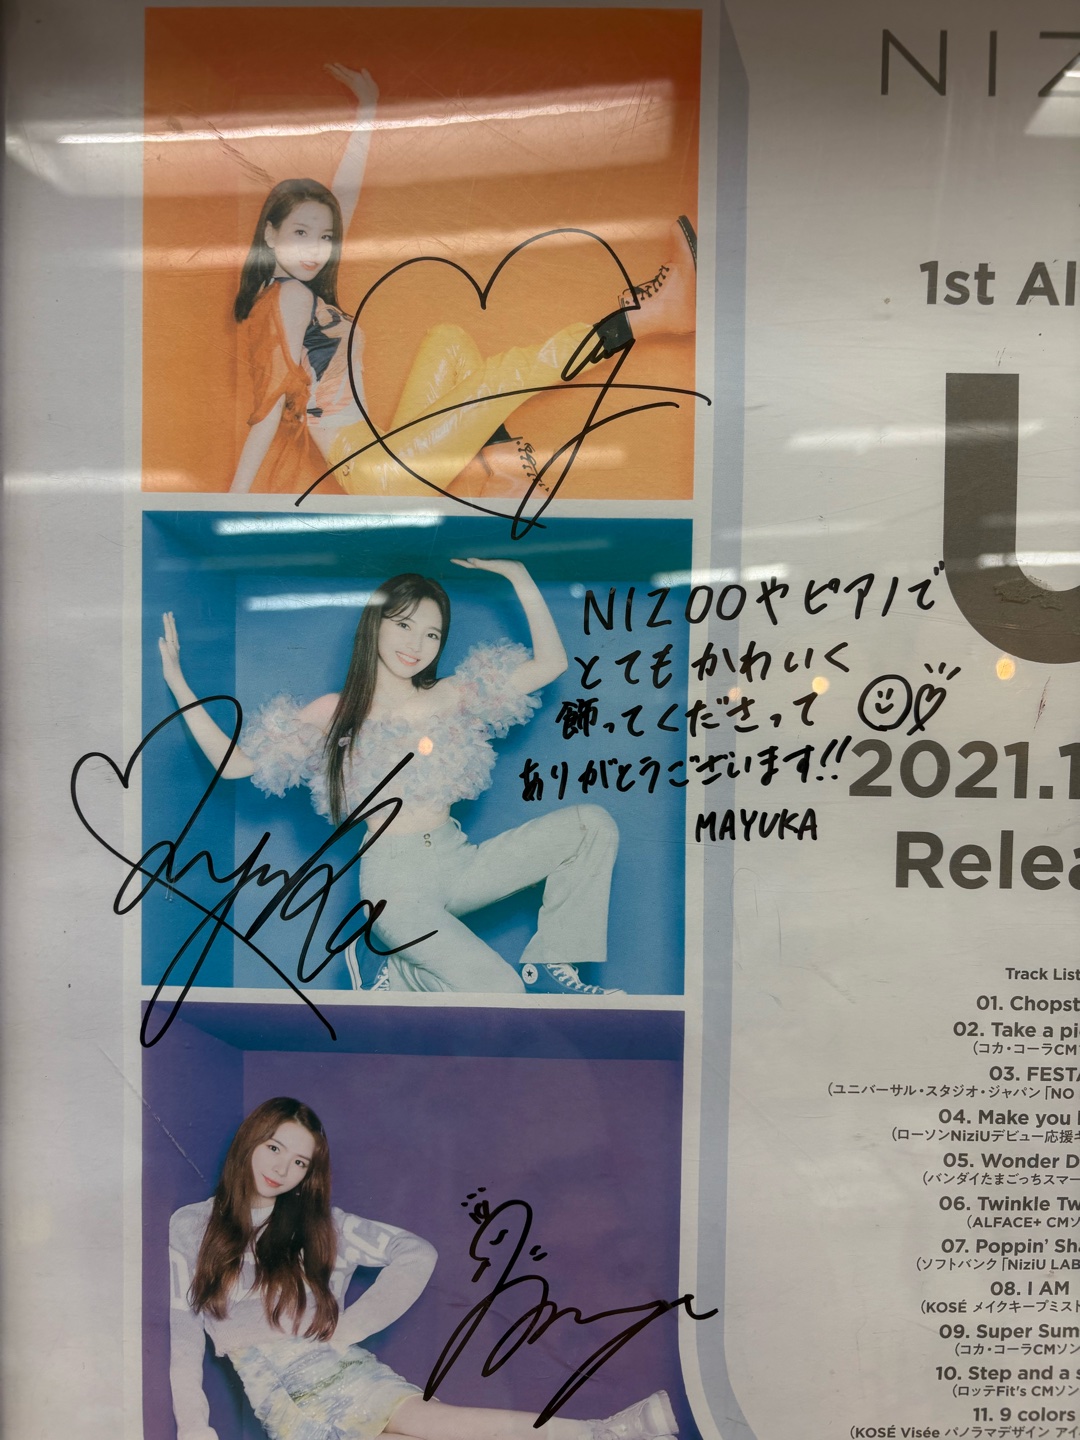 NIZ
1st Al
U
NIZOOやピアノで
とてもかわいく
飾ってくださって
ありがとうございます!!
MAYUKA
Mayuka
2021.1
Relea
Track List
01. Chopst
02. Take a pi
(コカ・コーラCM
03. FESTA
(ユニバーサル・スタジオ・ジャパン「NO
04. Make you
(ローソンNiziUデビュー応援キ
05. Wonder D
(バンダイたまごっちスマー
06. Twinkle Tw
(ALFACE+ CMソ
07. Poppin' Sha
(ソフトバンク「NiziU LAB
08. I AM
(KOSÉ メイクキープミスト
09. Super Sum
(コカ・コーラCMソン
10. Step and a s
(ロッテFit's CMソン
11. 9 colors
(KOSÉ Visée パノラマデザイン アイ